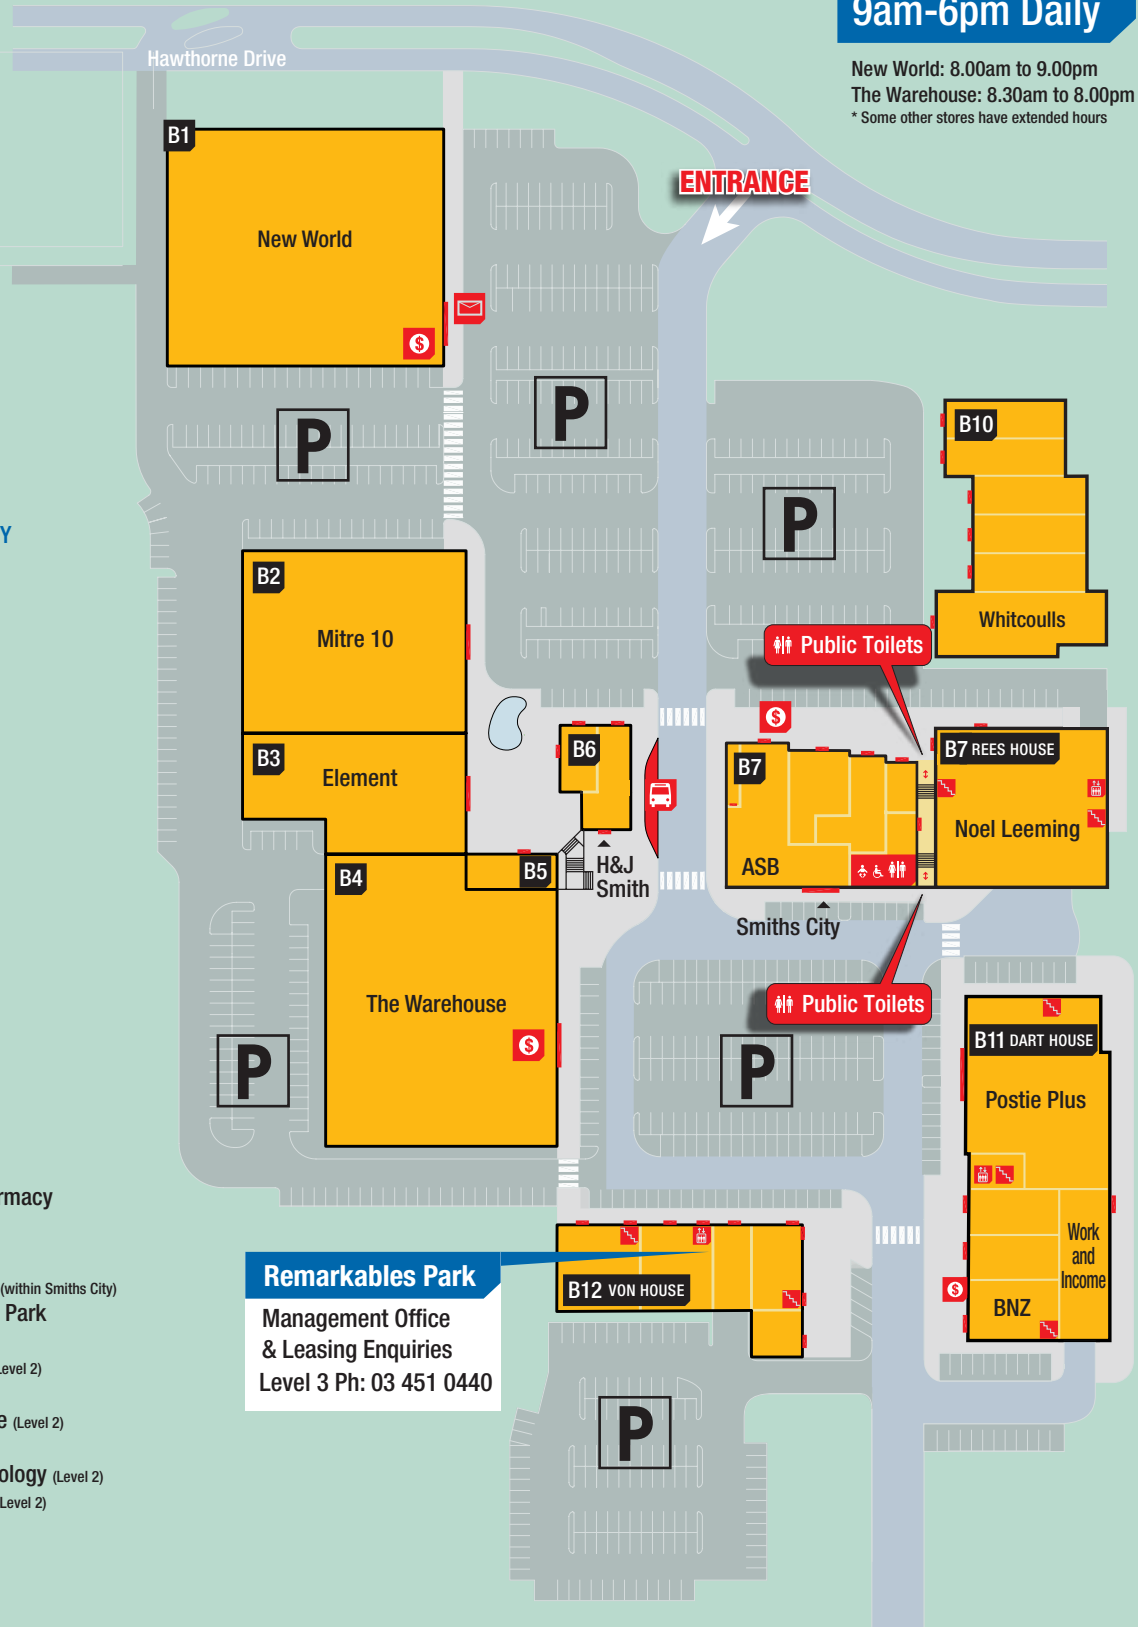 9am-6pm Daily
New World: 8.00am to 9.00pm
The Warehouse: 8.30am to 8.00pm
* Some other stores have extended hours
Hawthorne Drive
B1
New World
ENTRANCE
P
P
P
B10
Whitcoulls
Y
B2
Mitre 10
B3
Element
B6
H&J
Smith
B5
B4
The Warehouse
Public Toilets
B7
ASB
B7 REES HOUSE
Noel Leeming
Smiths City
Public Toilets
P
P
B11 DART HOUSE
Postie Plus
Work
and
Income
BNZ
(within Smiths City)
Park
(Level 2)
(Level 2)
Level 2)
Remarkables Park
Management Office
& Leasing Enquiries
Level 3 Ph: 03 451 0440
B12 VON HOUSE
P